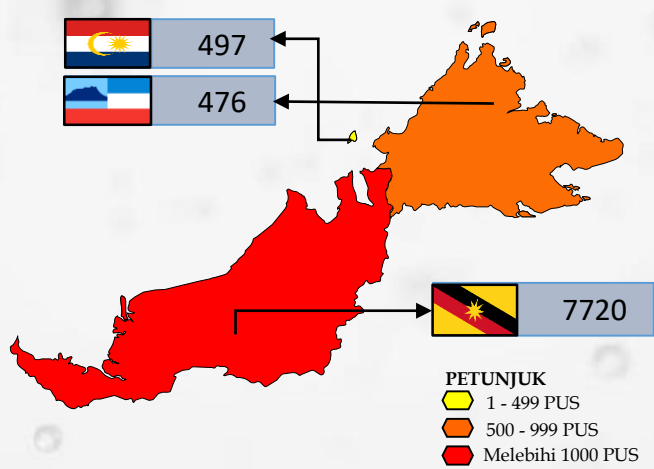 497
476
7720
PETUNJUK
1 - 499 PUS
500 - 999 PUS
Melebihi 1000 PUS